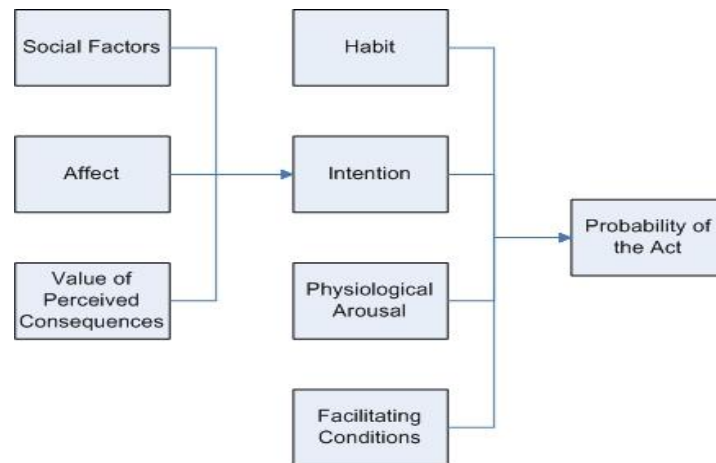 Social Factors
Affect
Value of
Perceived
Consequences
Habit
Intention
Physiological
Arousal
Facilitating
Conditions
Probability of
the Act